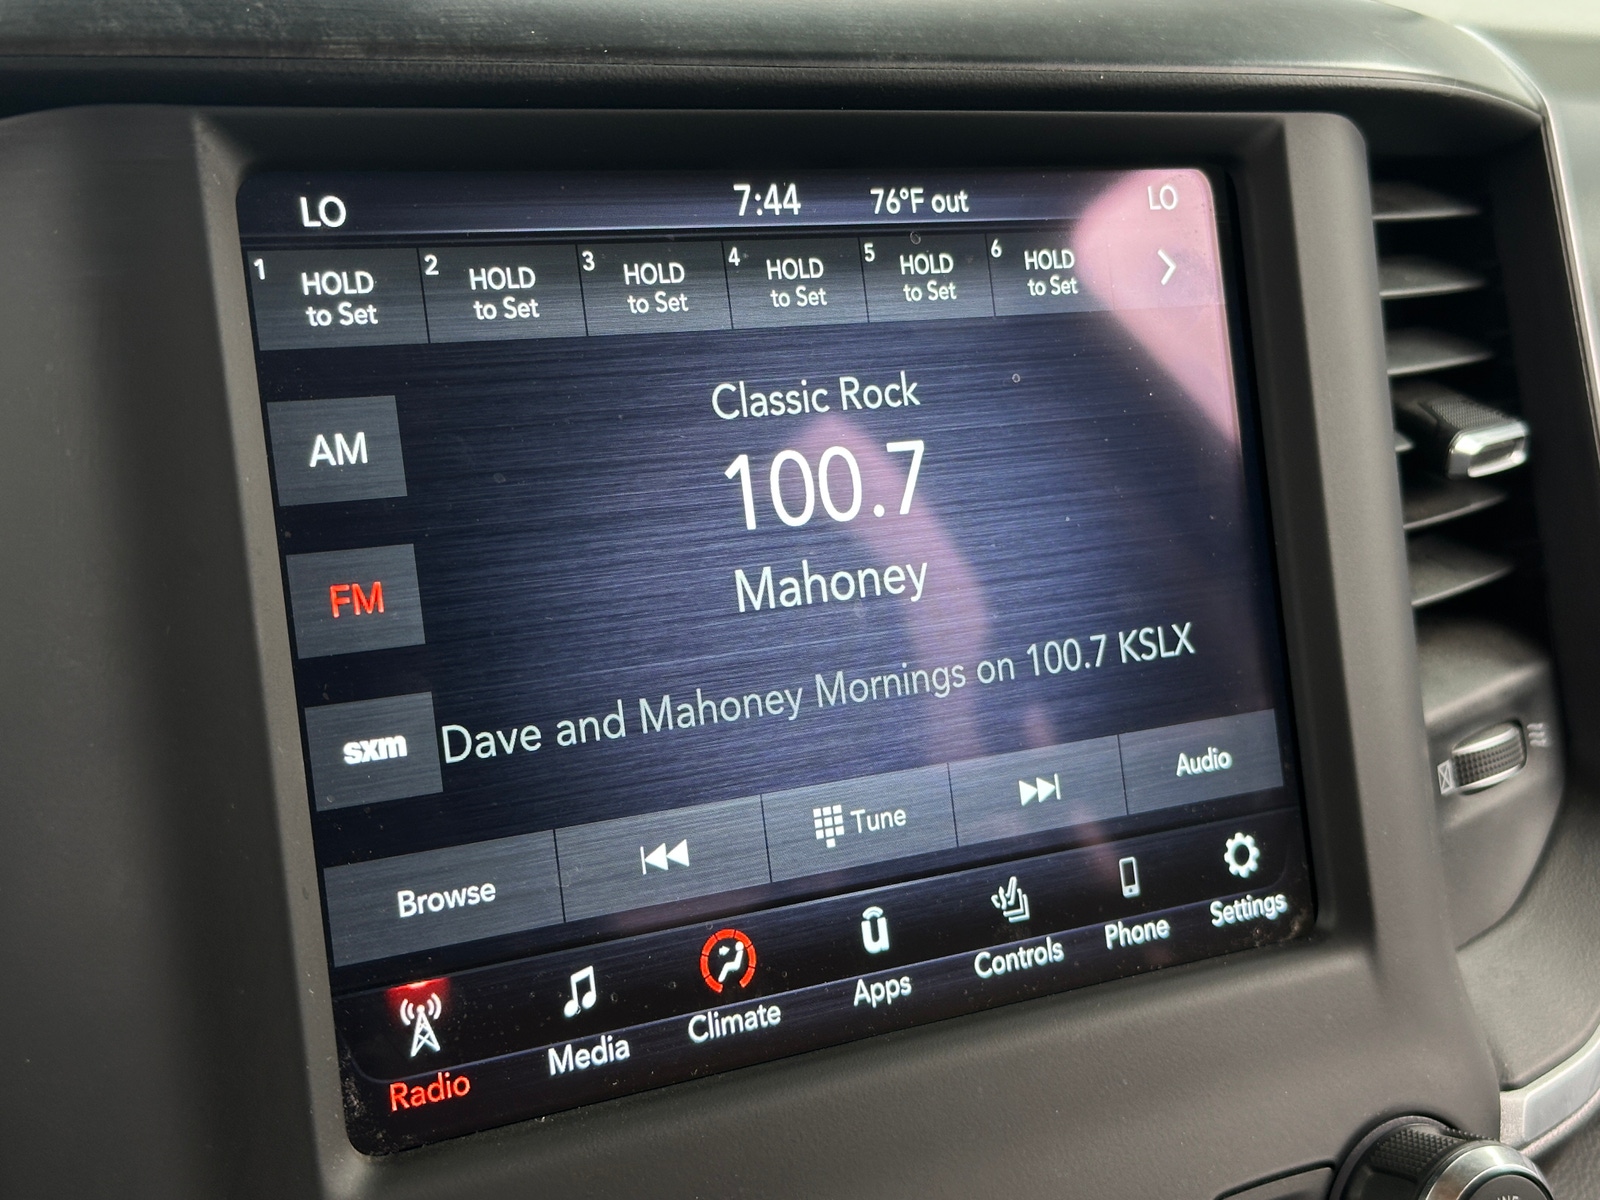 LO 7:44 76°F out LO
1 HOLD to Set
2 HOLD to Set
3 HOLD to Set
4 HOLD to Set
5 HOLD to Set
6 HOLD to Set
Classic Rock
AM
100.7
FM
Mahoney
sxm
Dave and Mahoney Mornings on 100.7 KSLX
Browse Tune Audio
Radio Media Climate Apps Controls Phone Settings